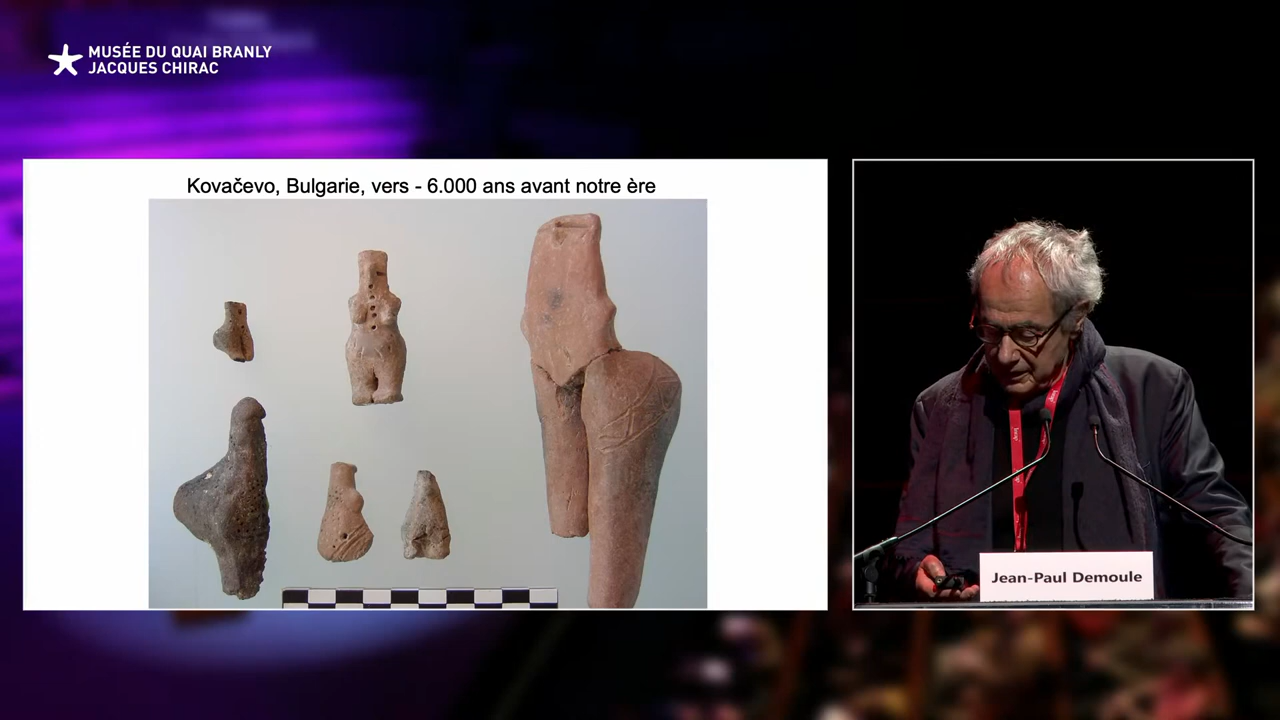 MUSÉE DU QUAI BRANLY
JACQUES CHIRAC
Kovačevo, Bulgarie, vers - 6.000 ans avant notre ère
Jean-Paul Demoule